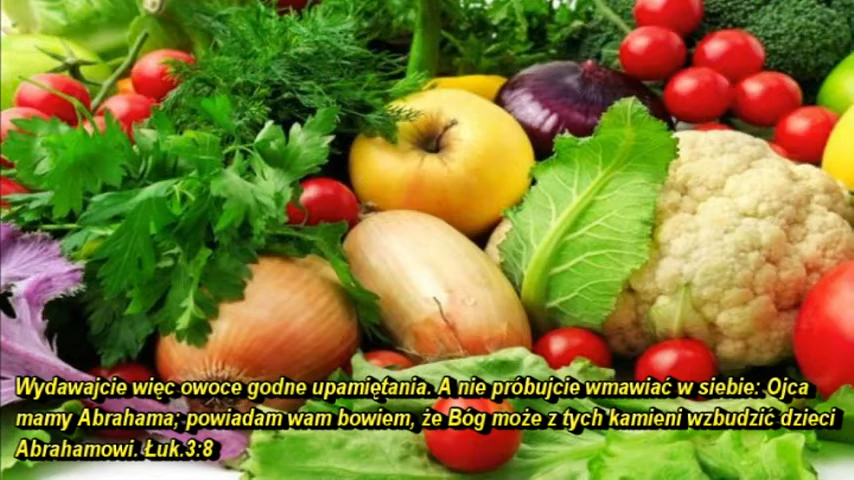 Wydawajcie więc owoce godne upamiętania. A nie próbujcie wmawiać w siebie: Ojca
mamy Abrahama; powiadam wam bowiem, że Bóg może z tych kamieni wzbudzić dzieci
Abrahamowi. Łuk.3:8